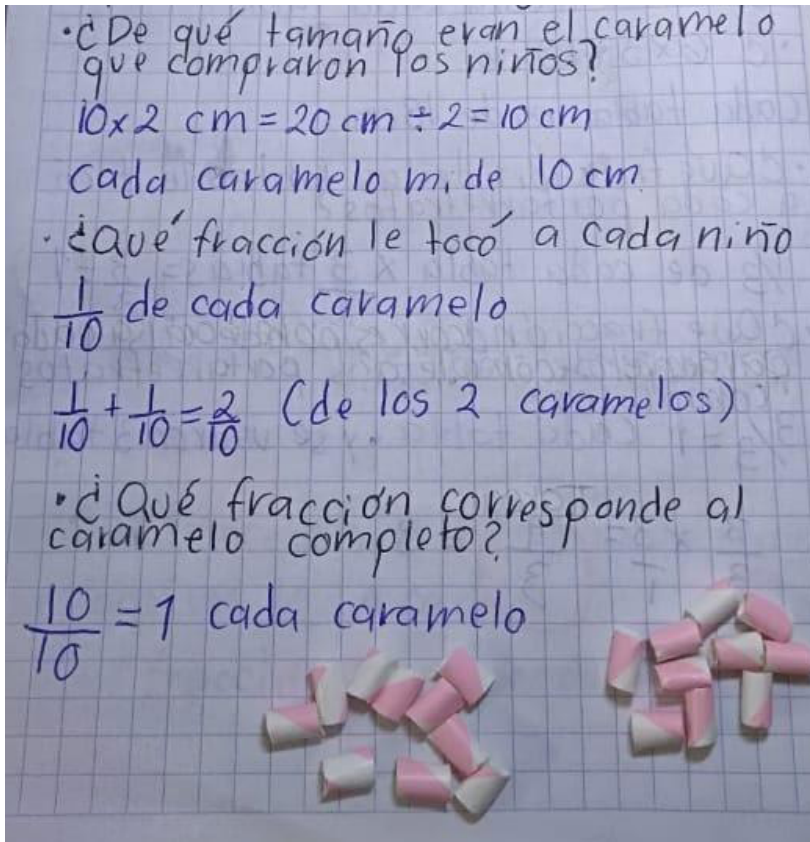 ·¿De qué tamaño eran el caramelo
que compraron los niños?
10x2 cm = 20 cm ÷ 2 = 10 cm
Cada caramelo mide 10 cm
·¿Qué fracción le tocó a cada niño
1/10 de cada caramelo
1/10 + 1/10 = 2/10 (de los 2 caramelos)
·¿Qué fracción corresponde al
caramelo completo?
10/10 = 1 cada caramelo